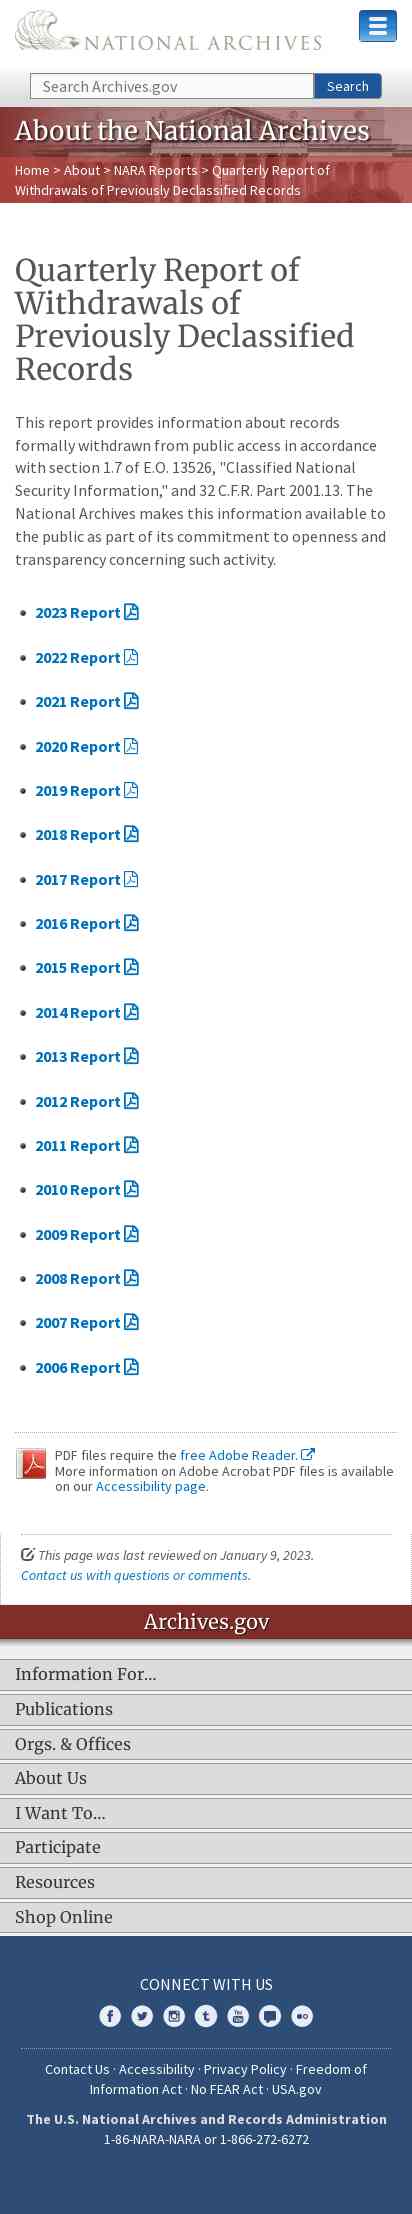 NATIONAL ARCHIVES
Search Archives.gov
Search
About the National Archives
Home > About > NARA Reports > Quarterly Report of
Withdrawals of Previously Declassified Records
Quarterly Report of
Withdrawals of
Previously Declassified
Records
This report provides information about records
formally withdrawn from public access in accordance
with section 1.7 of E.O. 13526, "Classified National
Security Information," and 32 C.F.R. Part 2001.13. The
National Archives makes this information available to
the public as part of its commitment to openness and
transparency concerning such activity.
2023 Report
2022 Report
2021 Report
2020 Report
2019 Report
2018 Report
2017 Report
2016 Report
2015 Report
2014 Report
2013 Report
2012 Report
2011 Report
2010 Report
2009 Report
2008 Report
2007 Report
2006 Report
PDF files require the free Adobe Reader.
More information on Adobe Acrobat PDF files is available
on our Accessibility page.
This page was last reviewed on January 9, 2023.
Contact us with questions or comments.
Archives.gov
Information For…
Publications
Orgs. & Offices
About Us
I Want To…
Participate
Resources
Shop Online
CONNECT WITH US
Contact Us · Accessibility · Privacy Policy · Freedom of
Information Act · No FEAR Act · USA.gov
The U.S. National Archives and Records Administration
1-86-NARA-NARA or 1-866-272-6272